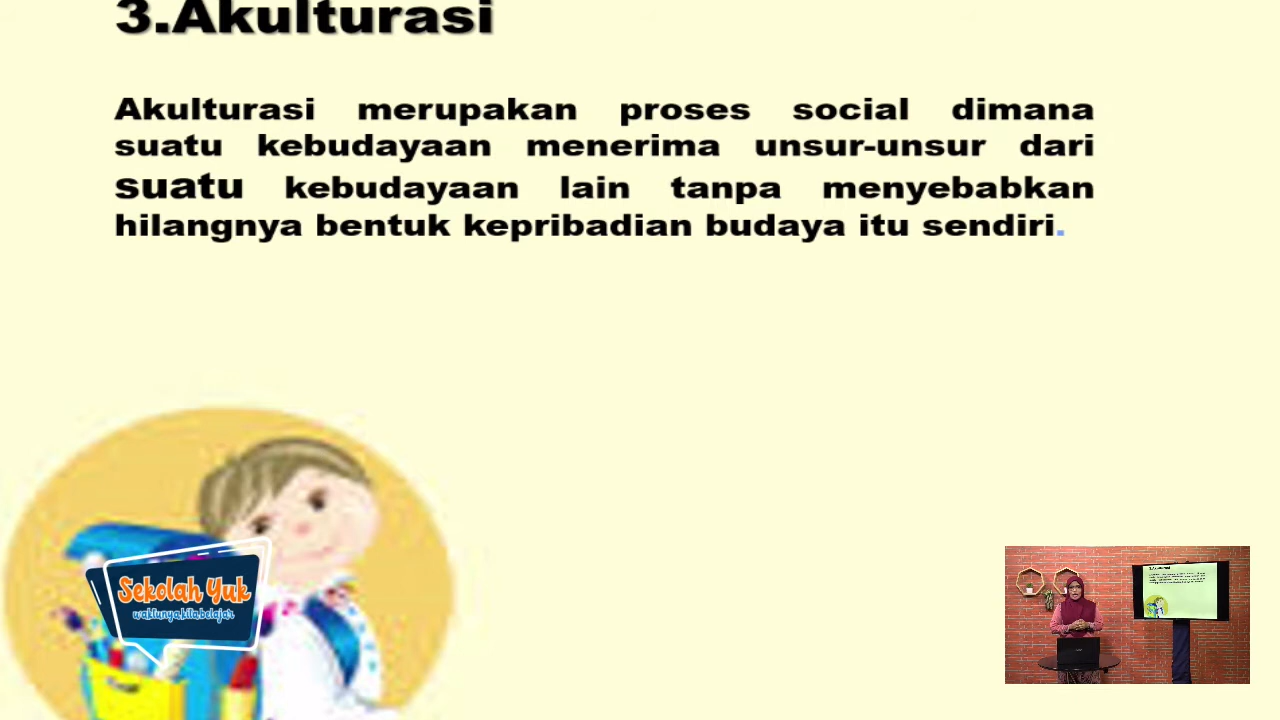 3.Akulturasi
Akulturasi merupakan proses social dimana
suatu kebudayaan menerima unsur-unsur dari
suatu kebudayaan lain tanpa menyebabkan
hilangnya bentuk kepribadian budaya itu sendiri.
Sekolah Yuk
waktunya kita belajar